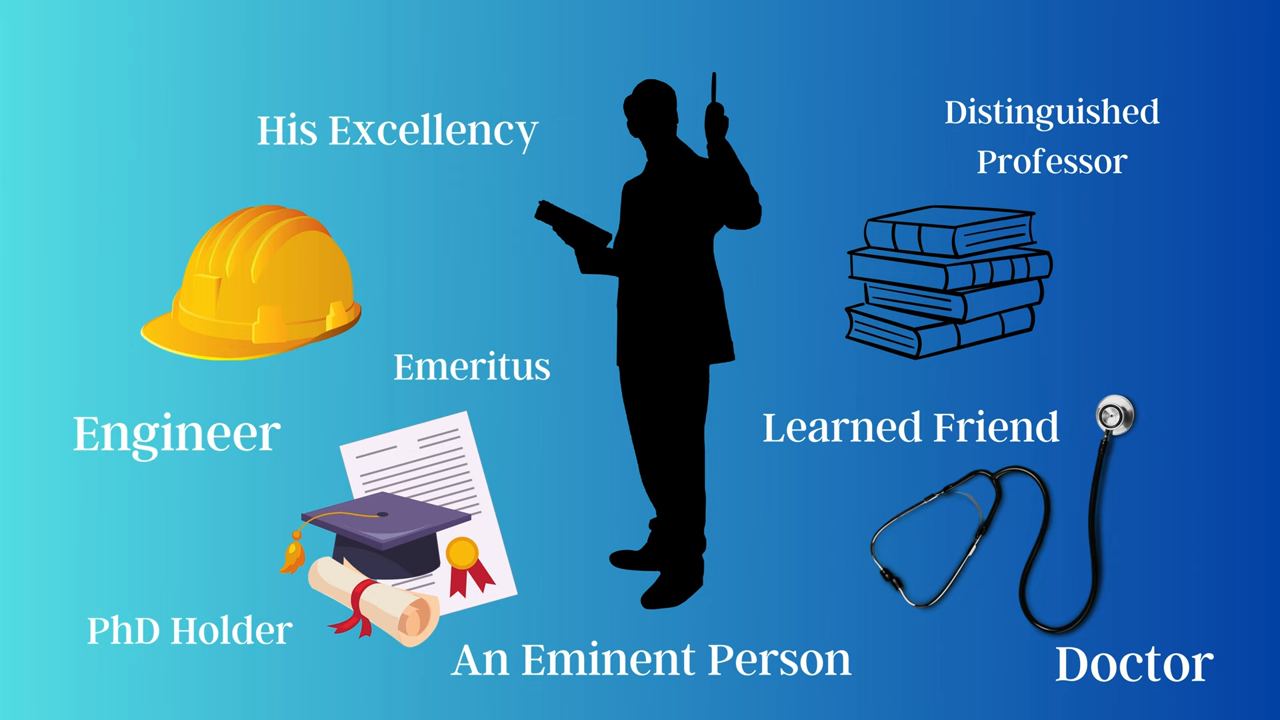 His Excellency
Distinguished
Professor
Emeritus
Engineer
Learned Friend
PhD Holder
An Eminent Person
Doctor